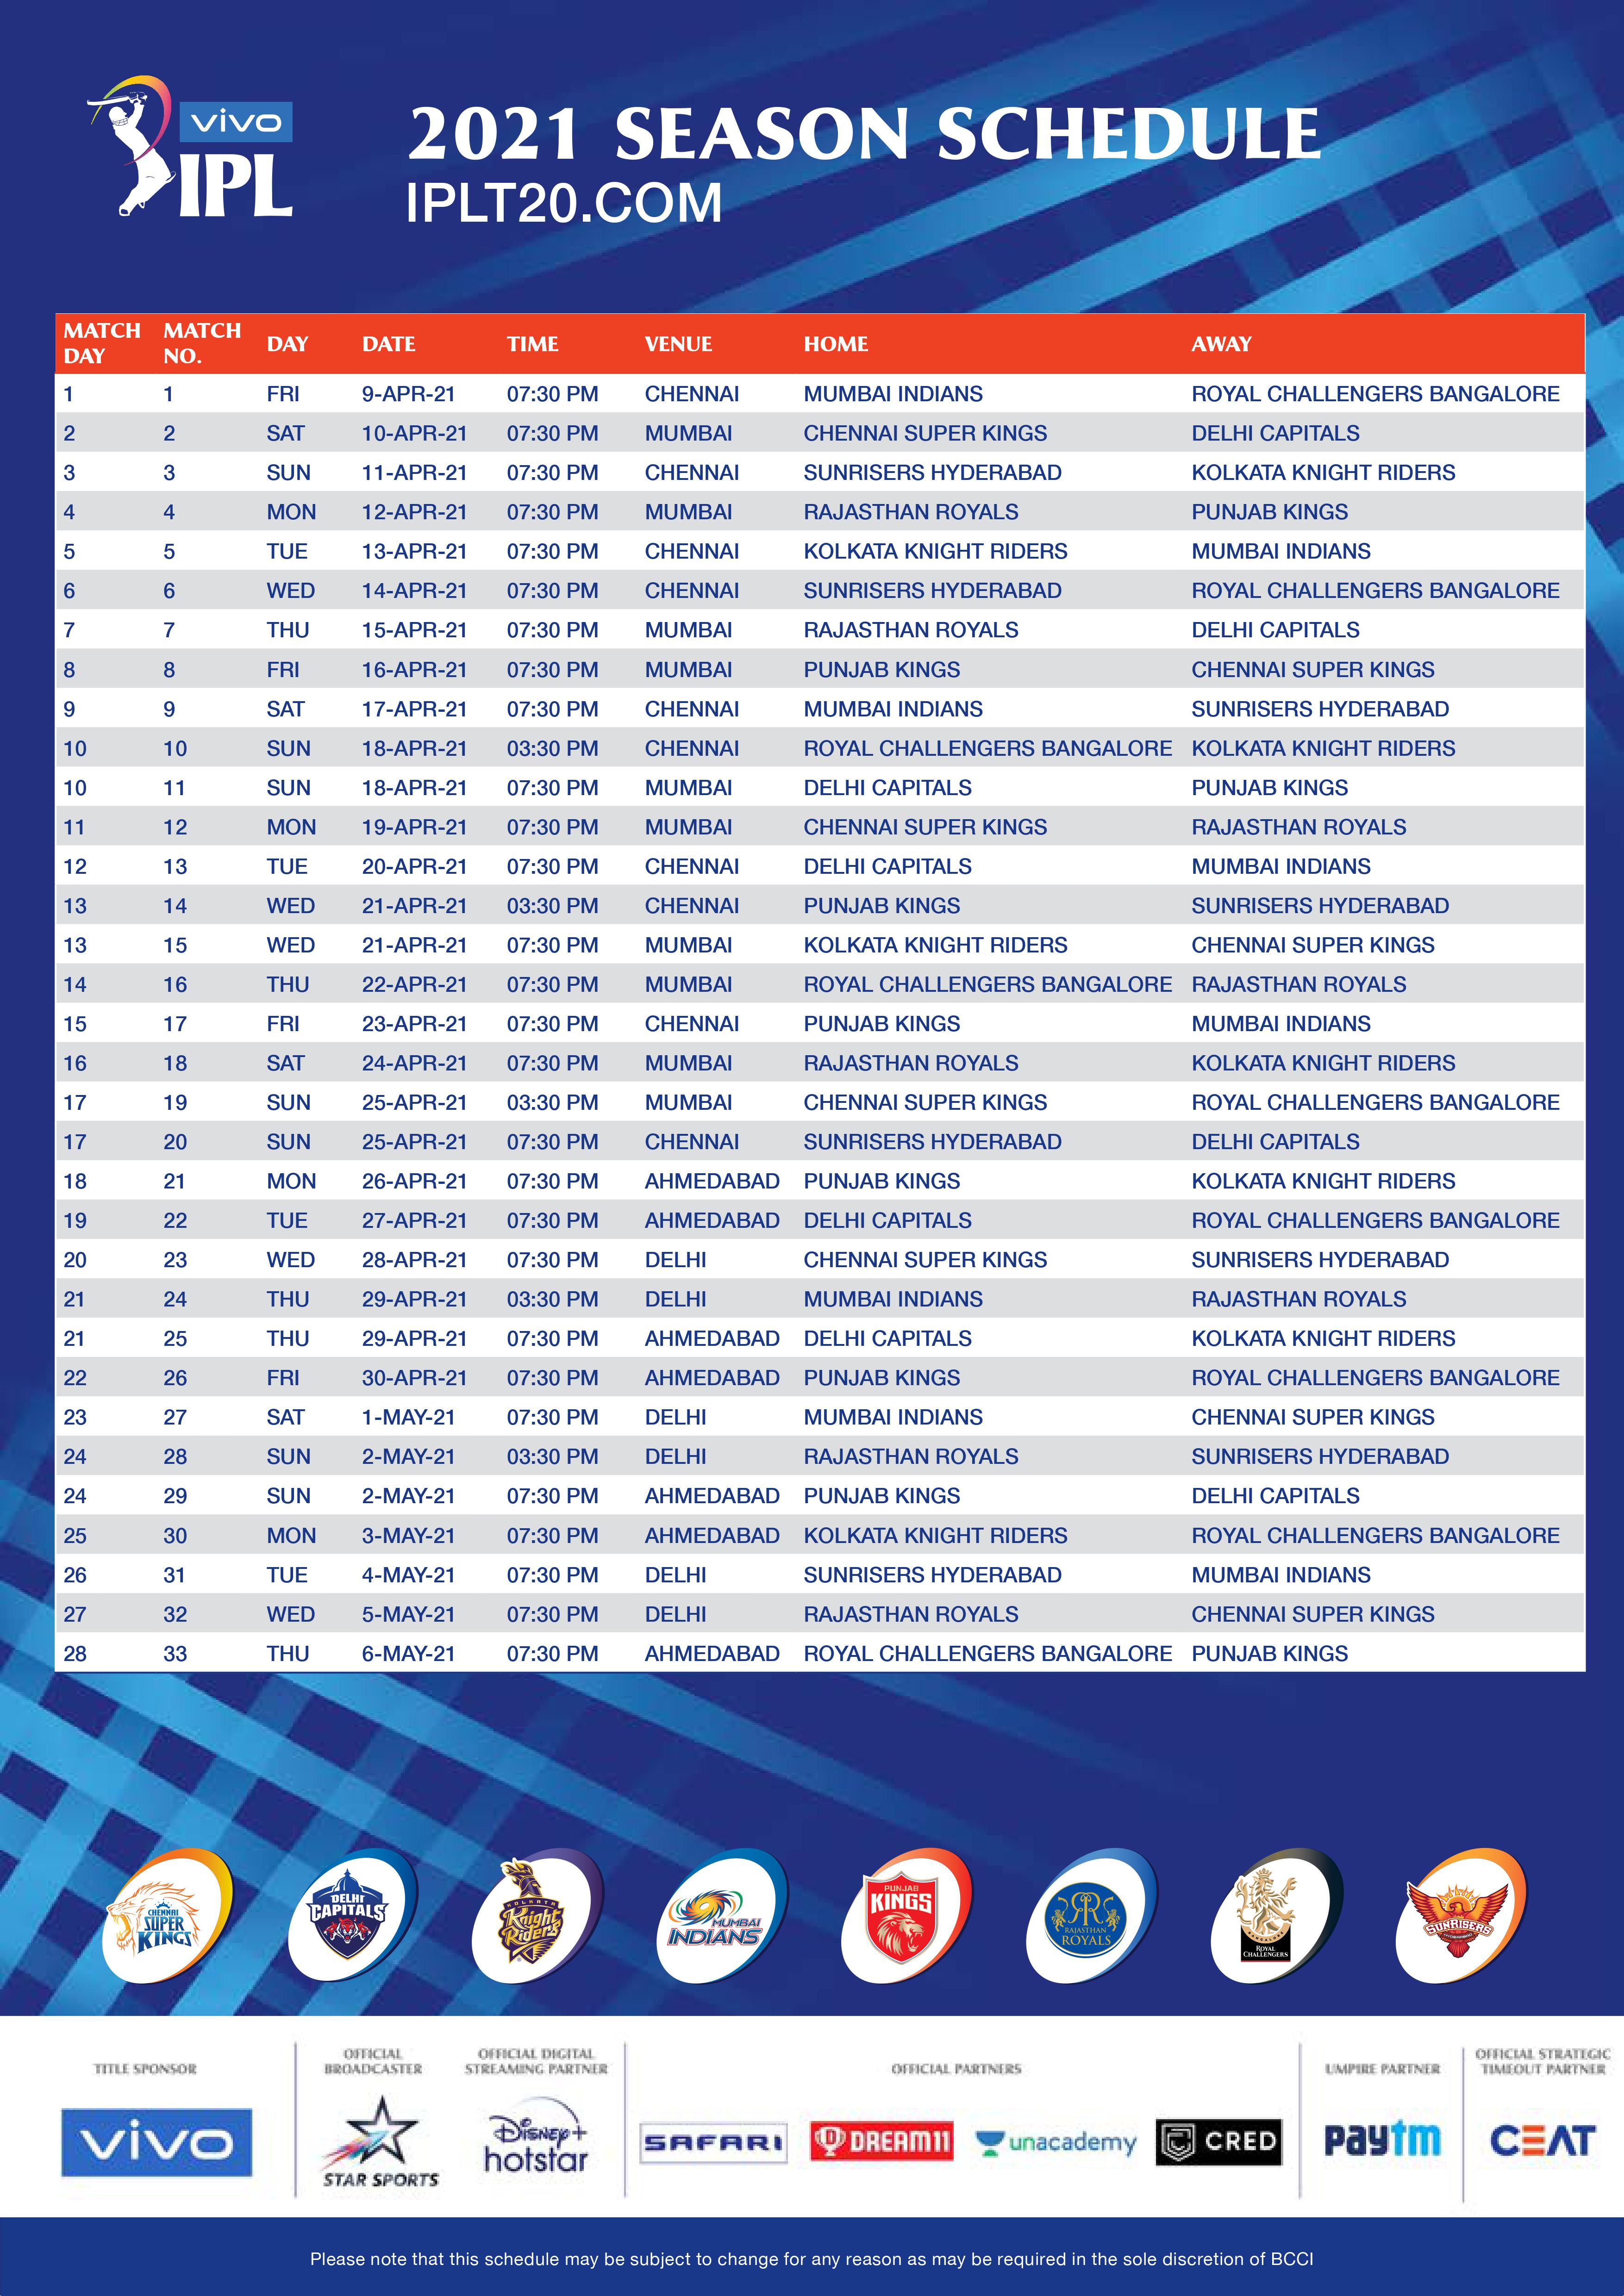 vivo
IPL
2021 SEASON SCHEDULE
IPLT20.COM
MATCH DAY MATCH NO. DAY DATE TIME VENUE HOME AWAY
1 1 FRI 9-APR-21 07:30 PM CHENNAI MUMBAI INDIANS ROYAL CHALLENGERS BANGALORE
2 2 SAT 10-APR-21 07:30 PM MUMBAI CHENNAI SUPER KINGS DELHI CAPITALS
3 3 SUN 11-APR-21 07:30 PM CHENNAI SUNRISERS HYDERABAD KOLKATA KNIGHT RIDERS
4 4 MON 12-APR-21 07:30 PM MUMBAI RAJASTHAN ROYALS PUNJAB KINGS
5 5 TUE 13-APR-21 07:30 PM CHENNAI KOLKATA KNIGHT RIDERS MUMBAI INDIANS
6 6 WED 14-APR-21 07:30 PM CHENNAI SUNRISERS HYDERABAD ROYAL CHALLENGERS BANGALORE
7 7 THU 15-APR-21 07:30 PM MUMBAI RAJASTHAN ROYALS DELHI CAPITALS
8 8 FRI 16-APR-21 07:30 PM MUMBAI PUNJAB KINGS CHENNAI SUPER KINGS
9 9 SAT 17-APR-21 07:30 PM CHENNAI MUMBAI INDIANS SUNRISERS HYDERABAD
10 10 SUN 18-APR-21 03:30 PM CHENNAI ROYAL CHALLENGERS BANGALORE KOLKATA KNIGHT RIDERS
10 11 SUN 18-APR-21 07:30 PM MUMBAI DELHI CAPITALS PUNJAB KINGS
11 12 MON 19-APR-21 07:30 PM MUMBAI CHENNAI SUPER KINGS RAJASTHAN ROYALS
12 13 TUE 20-APR-21 07:30 PM CHENNAI DELHI CAPITALS MUMBAI INDIANS
13 14 WED 21-APR-21 03:30 PM CHENNAI PUNJAB KINGS SUNRISERS HYDERABAD
13 15 WED 21-APR-21 07:30 PM MUMBAI KOLKATA KNIGHT RIDERS CHENNAI SUPER KINGS
14 16 THU 22-APR-21 07:30 PM MUMBAI ROYAL CHALLENGERS BANGALORE RAJASTHAN ROYALS
15 17 FRI 23-APR-21 07:30 PM CHENNAI PUNJAB KINGS MUMBAI INDIANS
16 18 SAT 24-APR-21 07:30 PM MUMBAI RAJASTHAN ROYALS KOLKATA KNIGHT RIDERS
17 19 SUN 25-APR-21 03:30 PM MUMBAI CHENNAI SUPER KINGS ROYAL CHALLENGERS BANGALORE
17 20 SUN 25-APR-21 07:30 PM CHENNAI SUNRISERS HYDERABAD DELHI CAPITALS
18 21 MON 26-APR-21 07:30 PM AHMEDABAD PUNJAB KINGS KOLKATA KNIGHT RIDERS
19 22 TUE 27-APR-21 07:30 PM AHMEDABAD DELHI CAPITALS ROYAL CHALLENGERS BANGALORE
20 23 WED 28-APR-21 07:30 PM DELHI CHENNAI SUPER KINGS SUNRISERS HYDERABAD
21 24 THU 29-APR-21 03:30 PM DELHI MUMBAI INDIANS RAJASTHAN ROYALS
21 25 THU 29-APR-21 07:30 PM AHMEDABAD DELHI CAPITALS KOLKATA KNIGHT RIDERS
22 26 FRI 30-APR-21 07:30 PM AHMEDABAD PUNJAB KINGS ROYAL CHALLENGERS BANGALORE
23 27 SAT 1-MAY-21 07:30 PM DELHI MUMBAI INDIANS CHENNAI SUPER KINGS
24 28 SUN 2-MAY-21 03:30 PM DELHI RAJASTHAN ROYALS SUNRISERS HYDERABAD
24 29 SUN 2-MAY-21 07:30 PM AHMEDABAD PUNJAB KINGS DELHI CAPITALS
25 30 MON 3-MAY-21 07:30 PM AHMEDABAD KOLKATA KNIGHT RIDERS ROYAL CHALLENGERS BANGALORE
26 31 TUE 4-MAY-21 07:30 PM DELHI SUNRISERS HYDERABAD MUMBAI INDIANS
27 32 WED 5-MAY-21 07:30 PM DELHI RAJASTHAN ROYALS CHENNAI SUPER KINGS
28 33 THU 6-MAY-21 07:30 PM AHMEDABAD ROYAL CHALLENGERS BANGALORE PUNJAB KINGS
CHENNAI
SUPER
KINGS
DELHI
CAPITALS
KOLKATA
Knight
Riders
MUMBAI
INDIANS
PUNJAB
KINGS
RAJASTHAN
ROYALS
ROYAL
CHALLENGERS
SUNRISERS
TITLE SPONSOR
vivo
OFFICIAL
BROADCASTER
STAR SPORTS
OFFICIAL DIGITAL
STREAMING PARTNER
Disney+
hotstar
OFFICIAL PARTNERS
SAFARI
DREAM11
unacademy
CRED
UMPIRE PARTNER
paytm
OFFICIAL STRATEGIC
TIMEOUT PARTNER
CEAT
Please note that this schedule may be subject to change for any reason as may be required in the sole discretion of BCCI